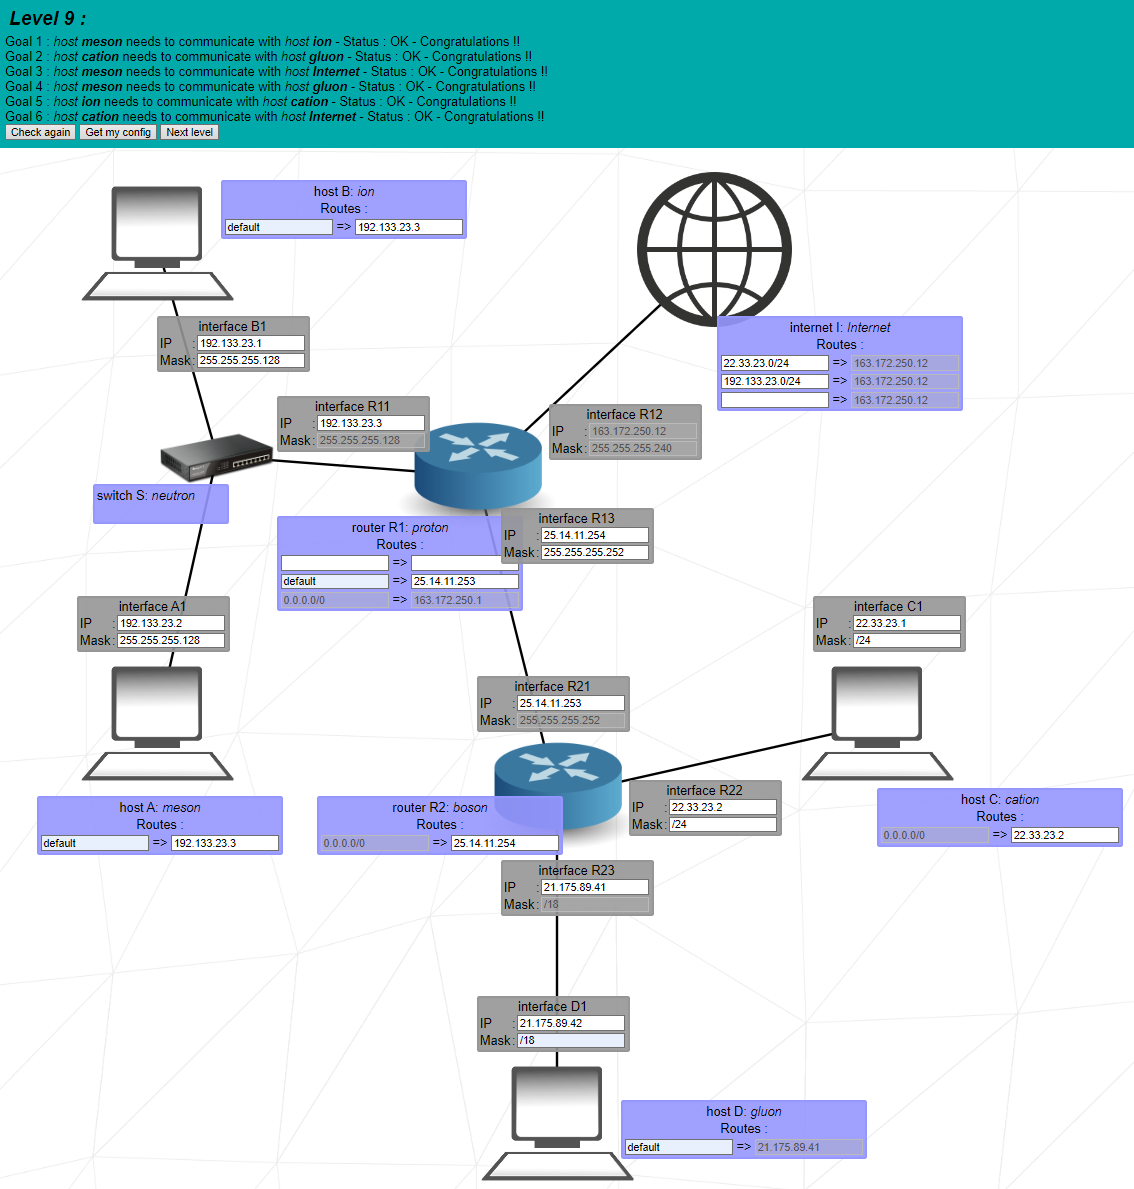 Level 9 :
Goal 1 : host meson needs to communicate with host ion - Status : OK - Congratulations !!
Goal 2 : host cation needs to communicate with host gluon - Status : OK - Congratulations !!
Goal 3 : host meson needs to communicate with host Internet - Status : OK - Congratulations !!
Goal 4 : host meson needs to communicate with host gluon - Status : OK - Congratulations !!
Goal 5 : host ion needs to communicate with host cation - Status : OK - Congratulations !!
Goal 6 : host cation needs to communicate with host Internet - Status : OK - Congratulations !!
Check again Get my config Next level
host B: ion
Routes :
default => 192.133.23.3
interface B1
IP : 192.133.23.1
Mask: 255.255.255.128
internet I: Internet
Routes :
22.33.23.0/24 => 163.172.250.12
192.133.23.0/24 => 163.172.250.12
=> 163.172.250.12
interface R11
IP : 192.133.23.3
Mask: 255.255.255.128
interface R12
IP : 163.172.250.12
Mask: 255.255.255.240
switch S: neutron
interface R13
IP : 25.14.11.254
Mask: 255.255.255.252
router R1: proton
Routes :
=>
default => 25.14.11.253
0.0.0.0/0 => 163.172.250.1
interface A1
IP : 192.133.23.2
Mask: 255.255.255.128
interface C1
IP : 22.33.23.1
Mask: /24
interface R21
IP : 25.14.11.253
Mask: 255.255.255.252
interface R22
IP : 22.33.23.2
Mask: /24
host A: meson
Routes :
default => 192.133.23.3
router R2: boson
Routes :
0.0.0.0/0 => 25.14.11.254
host C: cation
Routes :
0.0.0.0/0 => 22.33.23.2
interface R23
IP : 21.175.89.41
Mask: /18
interface D1
IP : 21.175.89.42
Mask: /18
host D: gluon
Routes :
default => 21.175.89.41